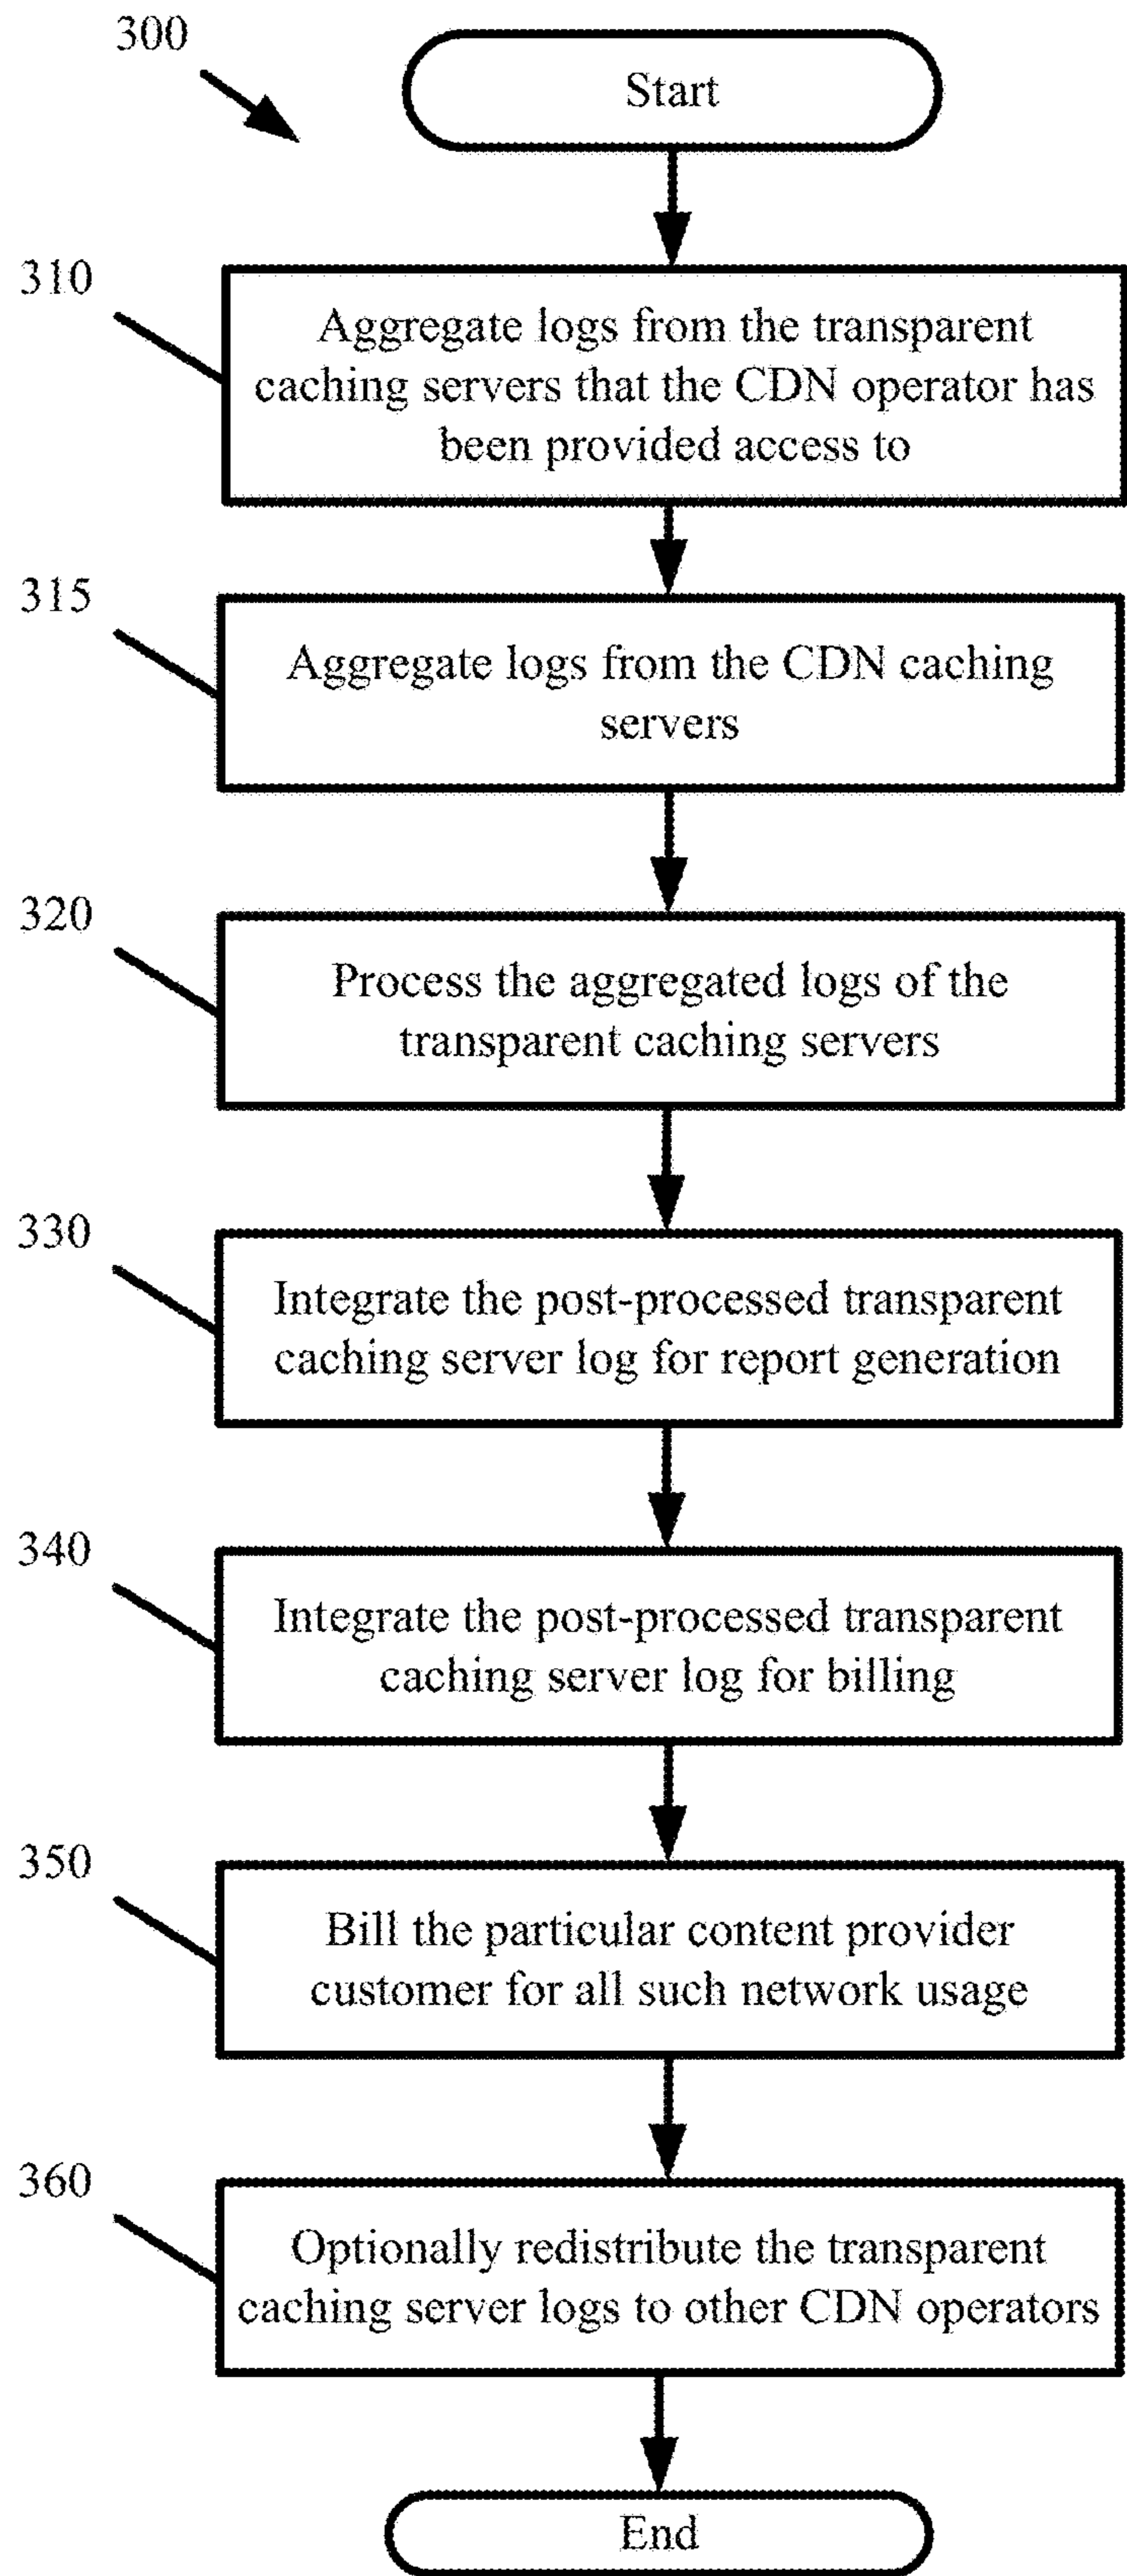 300
Start
310
Aggregate logs from the transparent
caching servers that the CDN operator has
been provided access to
315
Aggregate logs from the CDN caching
servers
320
Process the aggregated logs of the
transparent caching servers
330
Integrate the post-processed transparent
caching server log for report generation
340
Integrate the post-processed transparent
caching server log for billing
350
Bill the particular content provider
customer for all such network usage
360
Optionally redistribute the transparent
caching server logs to other CDN operators
End